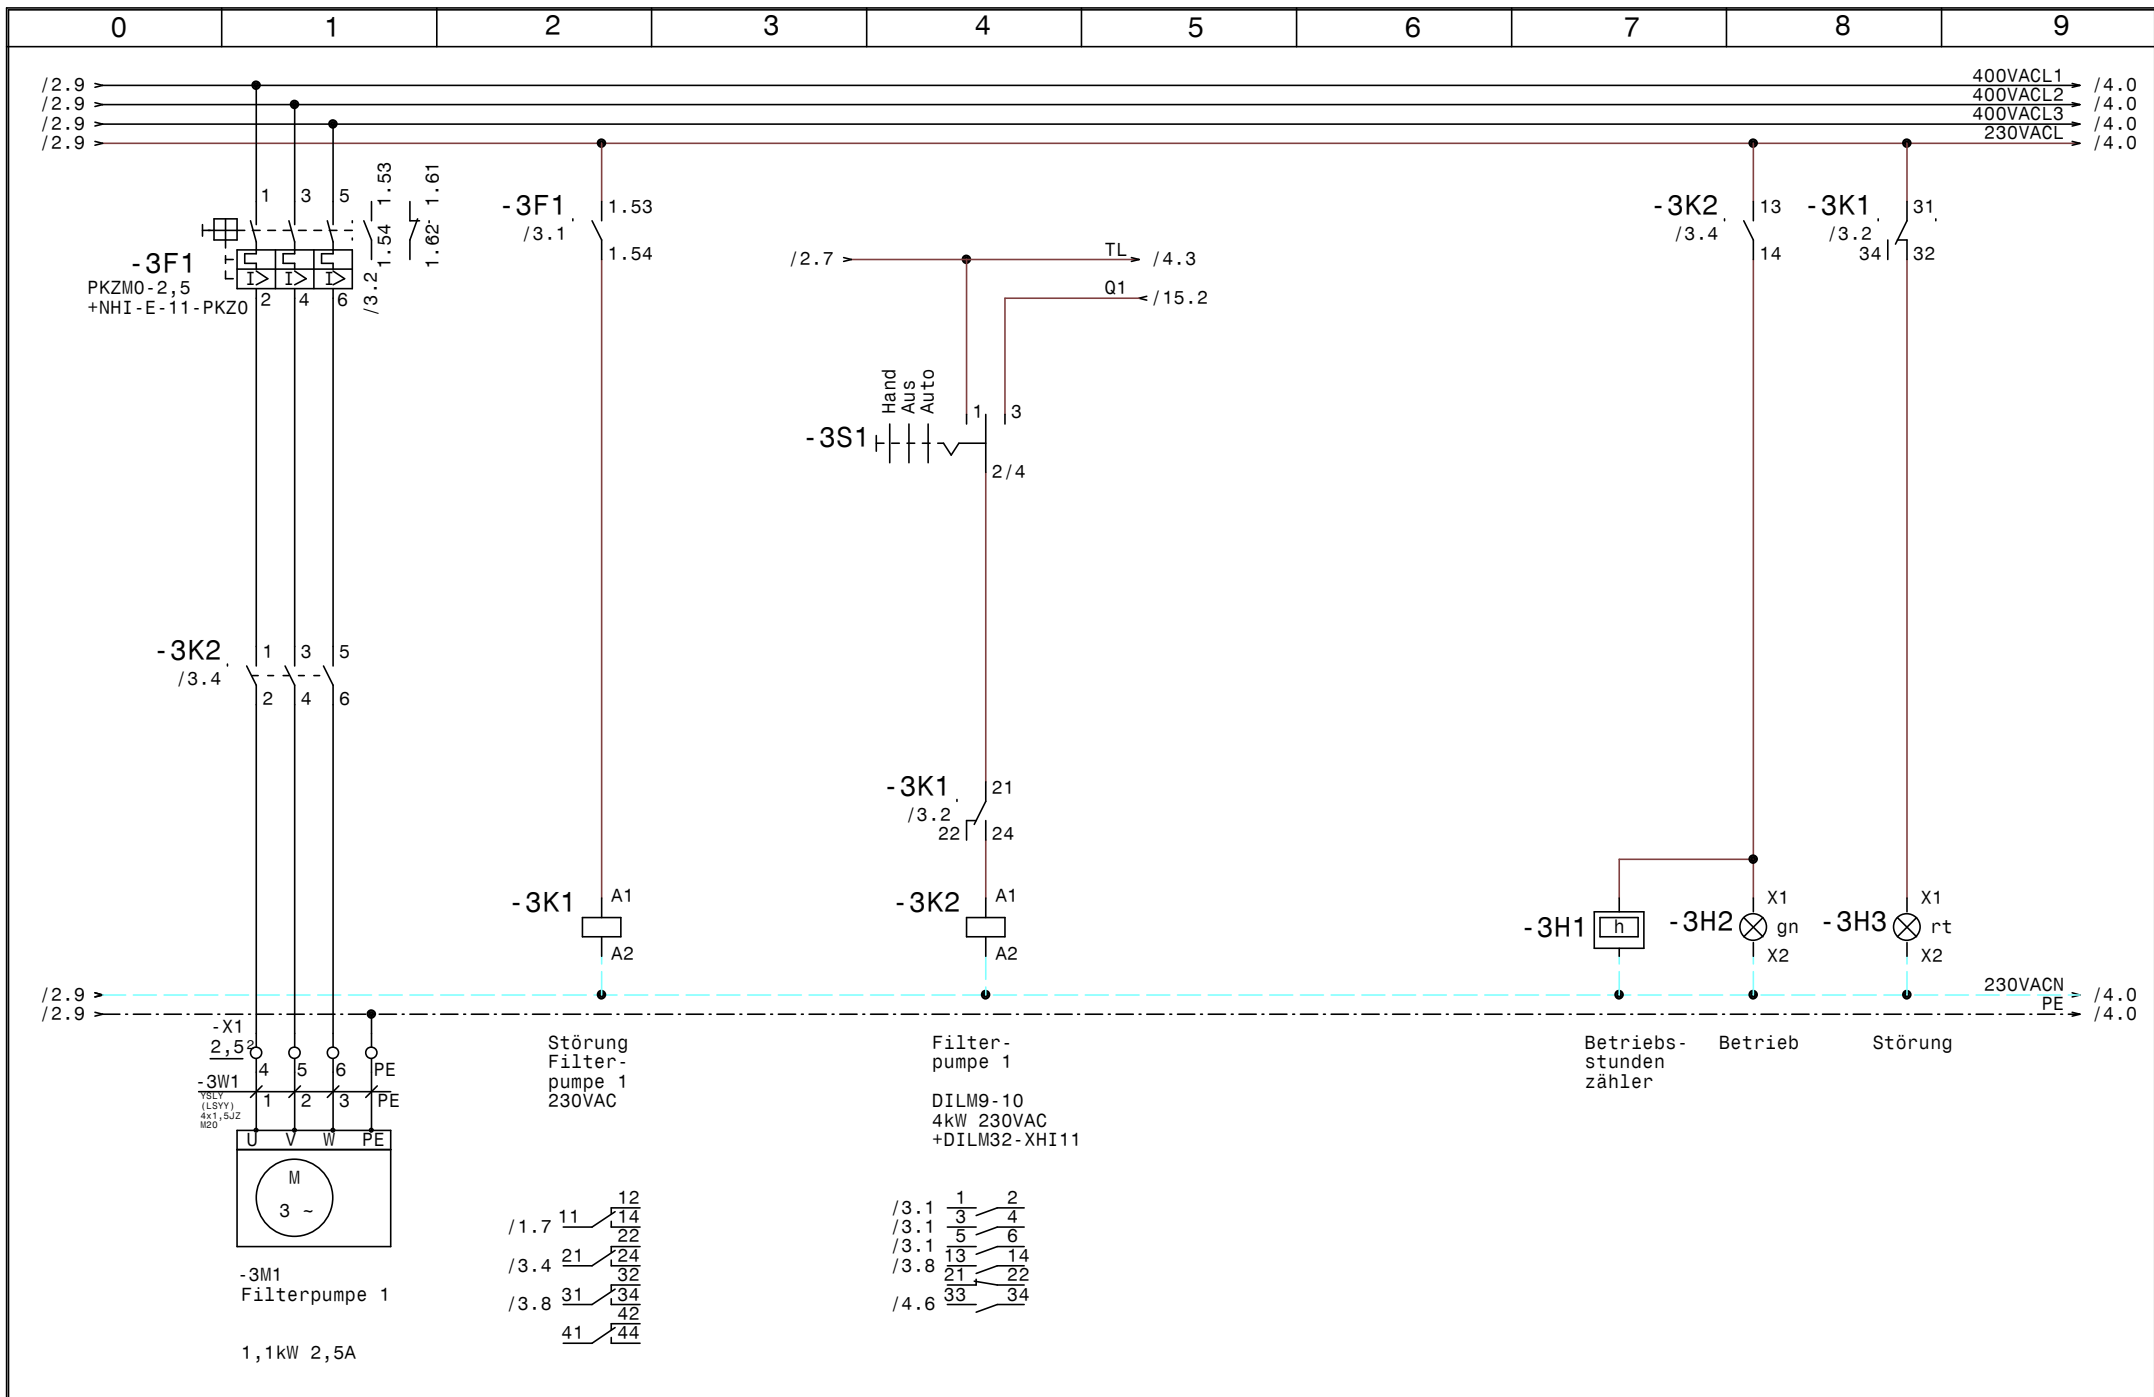 0 1 2 3 4 5 6 7 8 9
/2.9 400VACL1 /4.0
/2.9 400VACL2 /4.0
/2.9 400VACL3 /4.0
/2.9 230VACL /4.0
1 3 5 1.53 1.61
1.54 1.62
-3F1
PKZM0-2,5
+NHI-E-11-PKZ0
I> I> I>
2 4 6 /3.2
-3F1 1.53
/3.1
1.54
/2.7 TL /4.3
Q1 /15.2
-3K2 13
/3.4
14
-3K1 31
/3.2
34 32
Hand
Aus
Auto
1 3
-3S1
2/4
-3K2 1 3 5
/3.4
2 4 6
-3K1 21
/3.2
22 24
-3K1 A1
A2
-3K2 A1
A2
-3H1 h
-3H2 X1
gn
X2
-3H3 X1
rt
X2
/2.9 230VACN /4.0
/2.9 PE /4.0
-X1
2,5²
4 5 6 PE
-3W1
YSLY
(LSYY)
4x1,5JZ
M20
1 2 3 PE
U V W PE
M
3 ~
-3M1
Filterpumpe 1
1,1kW 2,5A
Störung
Filter-
pumpe 1
230VAC
Filter-
pumpe 1
DILM9-10
4kW 230VAC
+DILM32-XHI11
Betriebs-
stunden
zähler
Betrieb
Störung
12
/1.7 11 14
22
/3.4 21 24
32
/3.8 31 34
42
41 44
/3.1 1 2
/3.1 3 4
/3.1 5 6
/3.8 13 14
21 22
/4.6 33 34